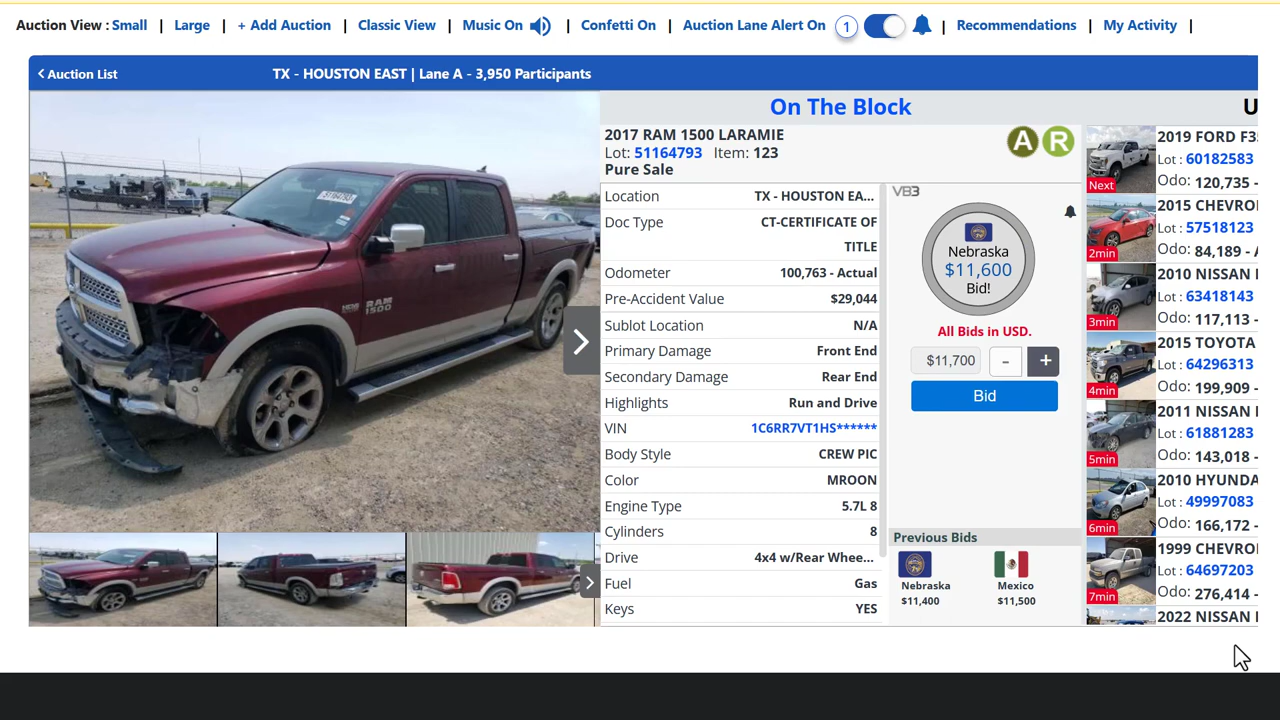 Auction View : Small | Large | + Add Auction | Classic View | Music On | Confetti On | Auction Lane Alert On 1 | Recommendations | My Activity |
Auction List
TX - HOUSTON EAST | Lane A - 3,950 Participants
51164793
RAM
1500
On The Block
2017 RAM 1500 LARAMIE
Lot: 51164793 Item: 123
Pure Sale
A R
Location TX - HOUSTON EA...
Doc Type CT-CERTIFICATE OF
TITLE
Odometer 100,763 - Actual
Pre-Accident Value $29,044
Sublot Location N/A
Primary Damage Front End
Secondary Damage Rear End
Highlights Run and Drive
VIN 1C6RR7VT1HS******
Body Style CREW PIC
Color MROON
Engine Type 5.7L 8
Cylinders 8
Drive 4x4 w/Rear Whee...
Fuel Gas
Keys YES
VB3
Nebraska
$11,600
Bid!
All Bids in USD.
$11,700 - +
Bid
Previous Bids
Nebraska Mexico
$11,400 $11,500
U
2019 FORD F3
Lot : 60182583
Next Odo: 120,735 -
2015 CHEVRO
Lot : 57518123
2min Odo: 84,189 - A
2010 NISSAN
Lot : 63418143
3min Odo: 117,113 -
2015 TOYOTA
Lot : 64296313
4min Odo: 199,909 -
2011 NISSAN
Lot : 61881283
5min Odo: 143,018 -
2010 HYUNDA
Lot : 49997083
6min Odo: 166,172 -
1999 CHEVRO
Lot : 64697203
7min Odo: 276,414 -
2022 NISSAN